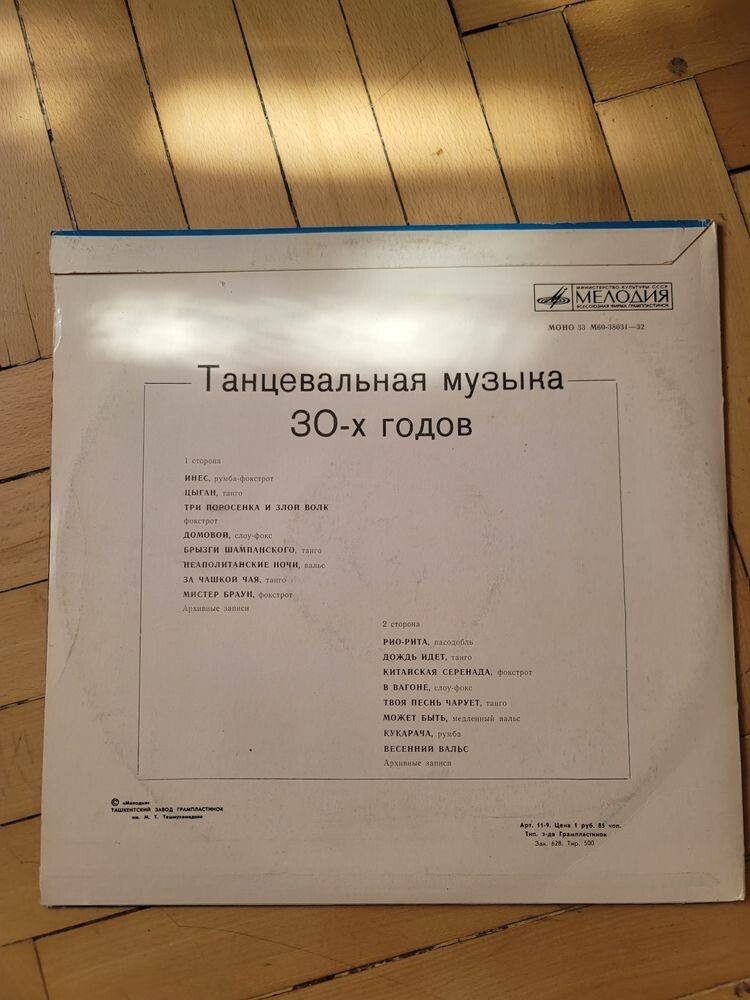 МИНИСТЕРСТВО КУЛЬТУРЫ СССР
МЕЛОДИЯ
ВСЕСОЮЗНАЯ ФИРМА ГРАМПЛАСТИНОК
МОНО 33 М60-38031—32
Танцевальная музыка
30-х годов
1 сторона
ИНЕС, румба-фокстрот
ЦЫГАН, танго
ТРИ ПОРОСЕНКА И ЗЛОЙ ВОЛК
фокстрот
ДОМОВОЙ, слоу-фокс
БРЫЗГИ ШАМПАНСКОГО, танго
НЕАПОЛИТАНСКИЕ НОЧИ, вальс
ЗА ЧАШКОЙ ЧАЯ, танго
МИСТЕР БРАУН, фокстрот
Архивные записи
2 сторона
РИО-РИТА, пасодобль
ДОЖДЬ ИДЕТ, танго
КИТАЙСКАЯ СЕРЕНАДА, фокстрот
В ВАГОНЕ, слоу-фокс
ТВОЯ ПЕСНЬ ЧАРУЕТ, танго
МОЖЕТ БЫТЬ, медленный вальс
КУКАРАЧА, румба
ВЕСЕННИЙ ВАЛЬС
Архивные записи
© «Мелодия»
ТАШКЕНТСКИЙ ЗАВОД ГРАМПЛАСТИНОК
им. М. Т. Ташмухамедова
Арт. 11-9. Цена 1 руб. 85 коп.
Тип. з-да Грампластинок
Зак. 628. Тир. 500